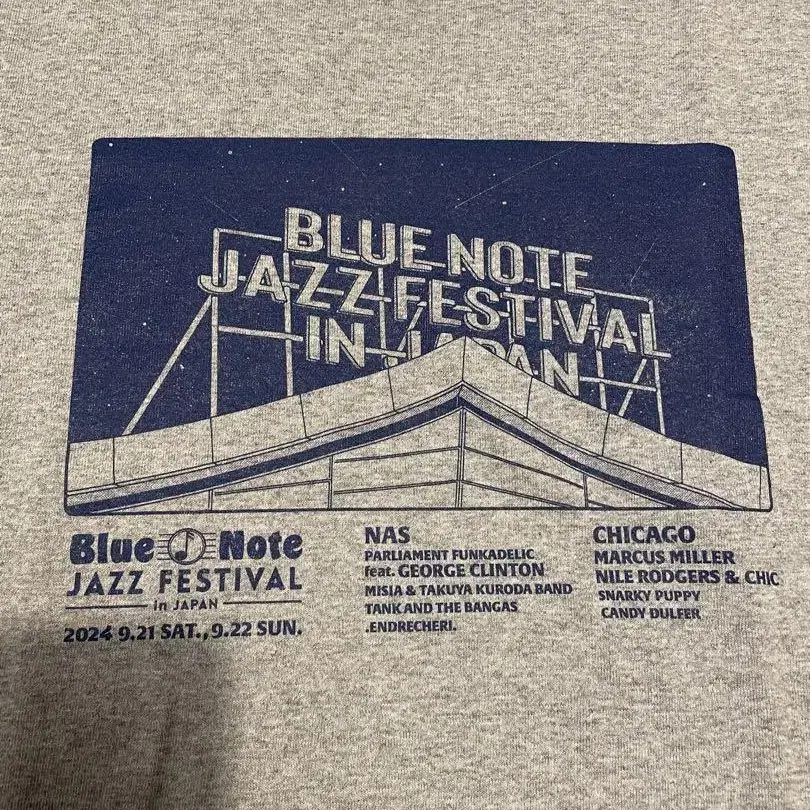 BLUE NOTE
JAZZ FESTIVAL
IN JAPAN
Blue Note
JAZZ FESTIVAL
in JAPAN
2024 9.21 SAT., 9.22 SUN.
NAS
PARLIAMENT FUNKADELIC
feat. GEORGE CLINTON
MISIA & TAKUYA KURODA BAND
TANK AND THE BANGAS
.ENDRECHERI.
CHICAGO
MARCUS MILLER
NILE RODGERS & CHIC
SNARKY PUPPY
CANDY DULFER